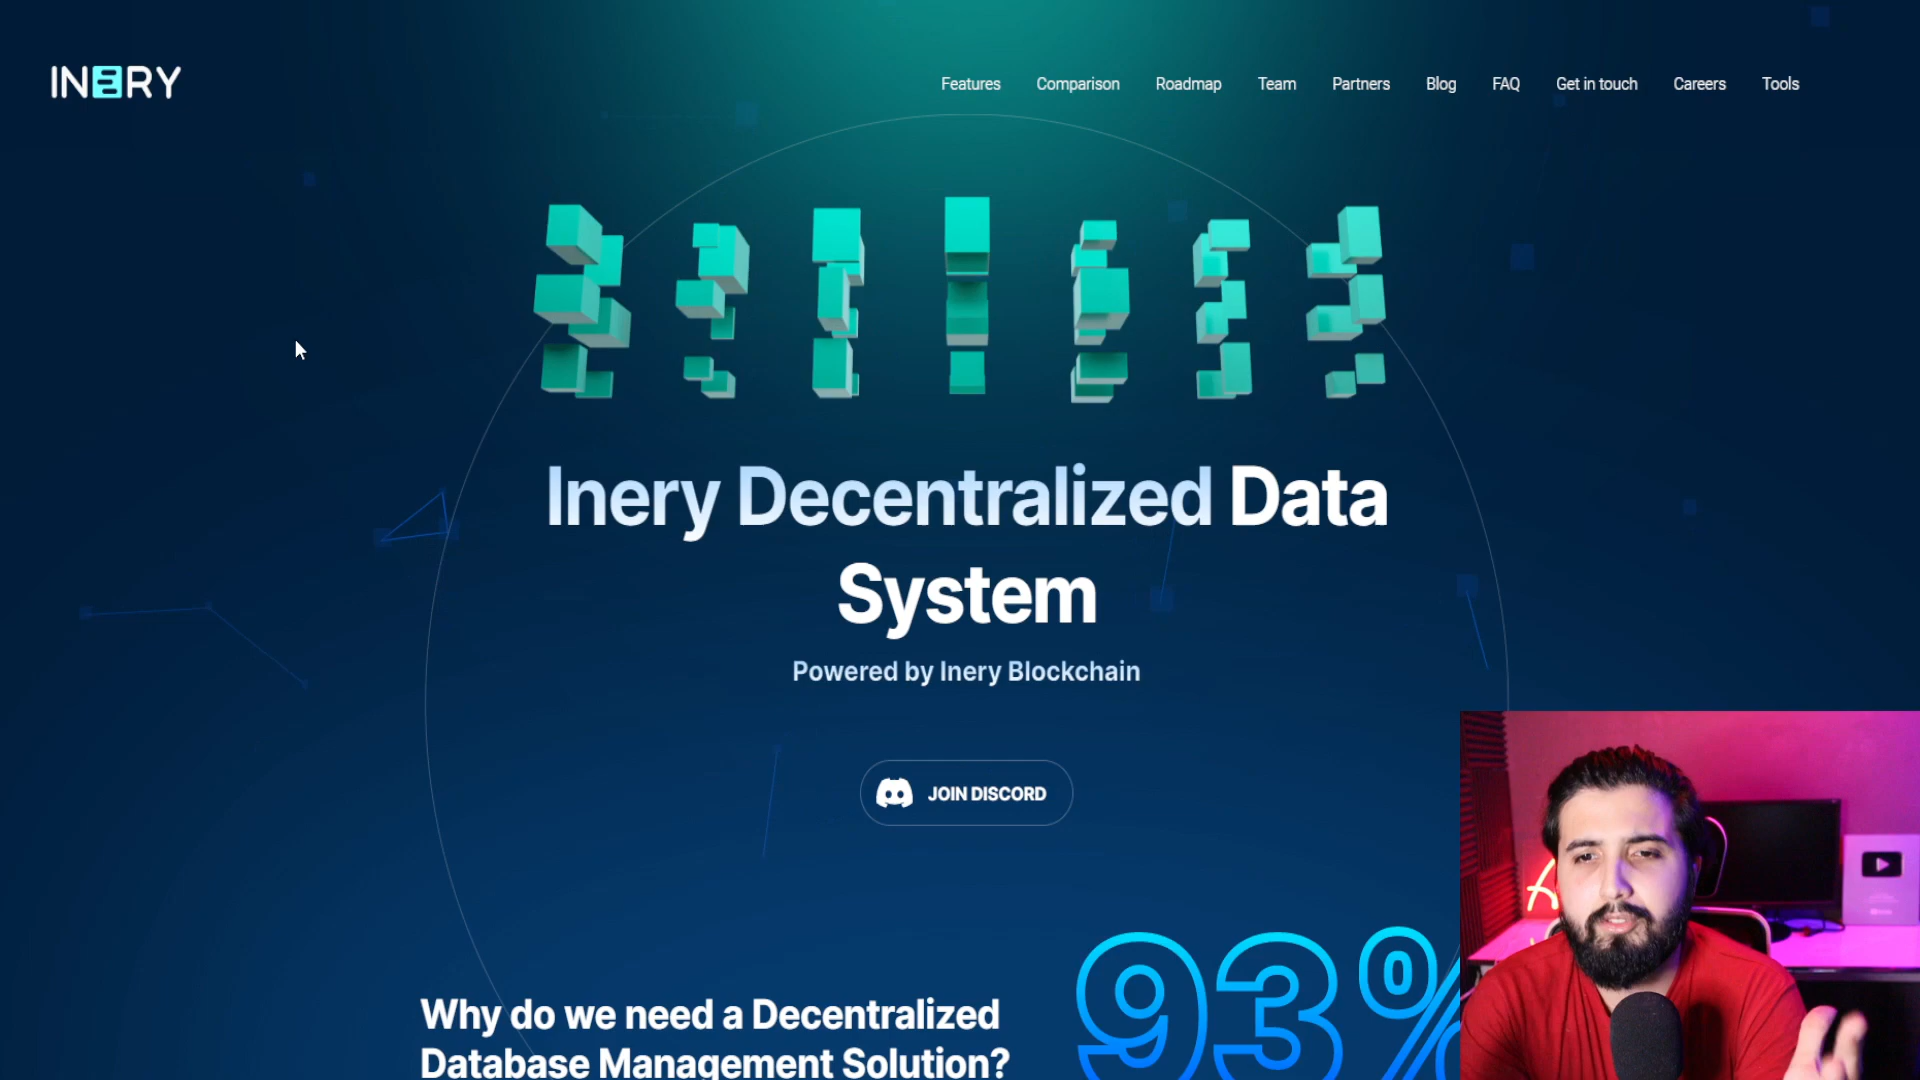 INERY
Features Comparison Roadmap Team Partners Blog FAQ Get in touch Careers Tools
Inery Decentralized Data
System
Powered by Inery Blockchain
JOIN DISCORD
93%
Why do we need a Decentralized
Database Management Solution?